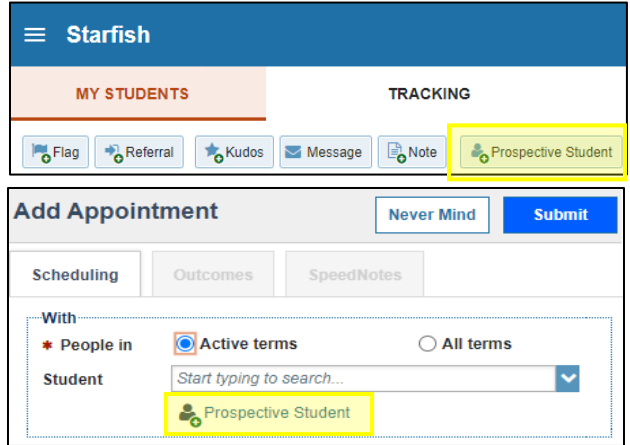 Starfish
MY STUDENTS TRACKING
Flag Referral Kudos Message Note Prospective Student
Add Appointment Never Mind Submit
Scheduling Outcomes SpeedNotes
With
* People in Active terms All terms
Student Start typing to search...
Prospective Student